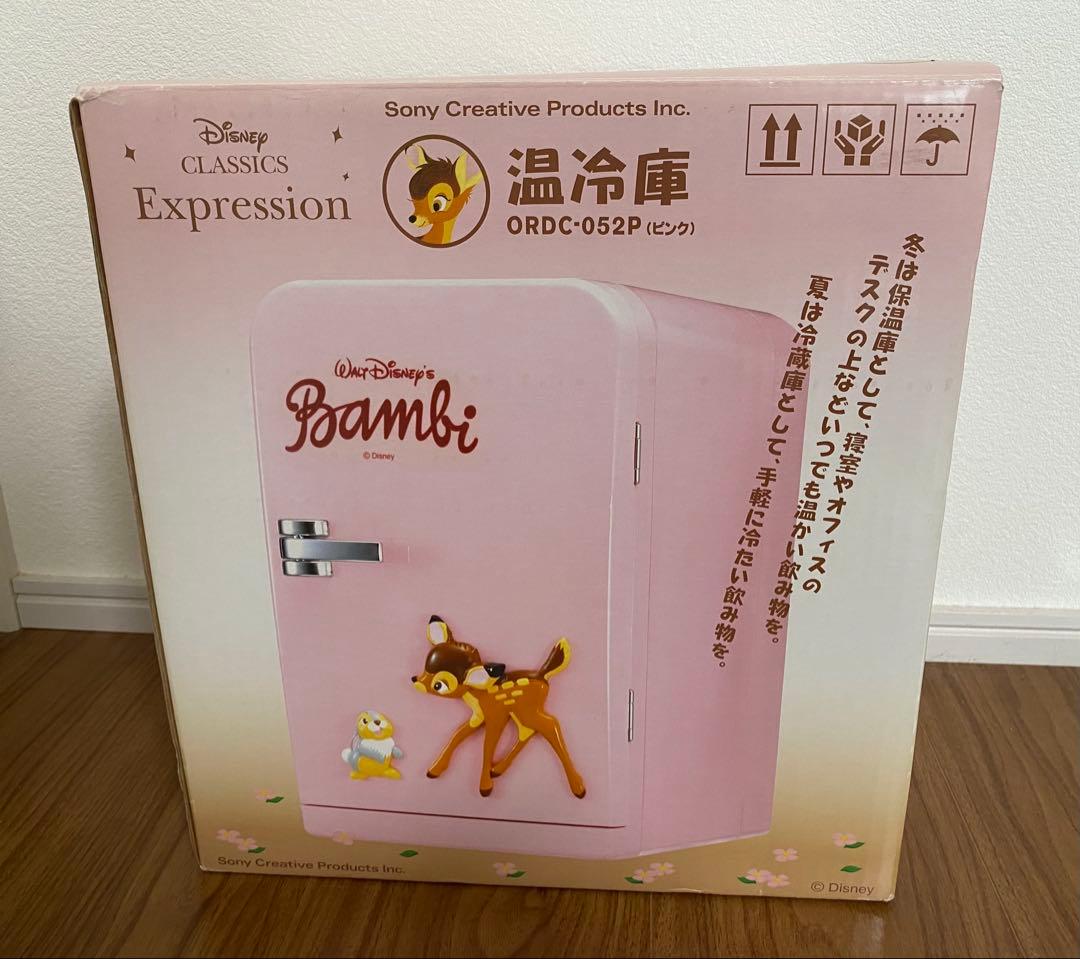 Sony Creative Products Inc.
Disney
CLASSICS
Expression
温冷庫
ORDC-052P(ピンク)
冬は保温庫として、寝室やオフィスの
デスクの上などいつでも温かい飲み物を。
夏は冷蔵庫として、手軽に冷たい飲み物を。
WALT DISNEY'S
Bambi
© Disney
Sony Creative Products Inc.
© Disney